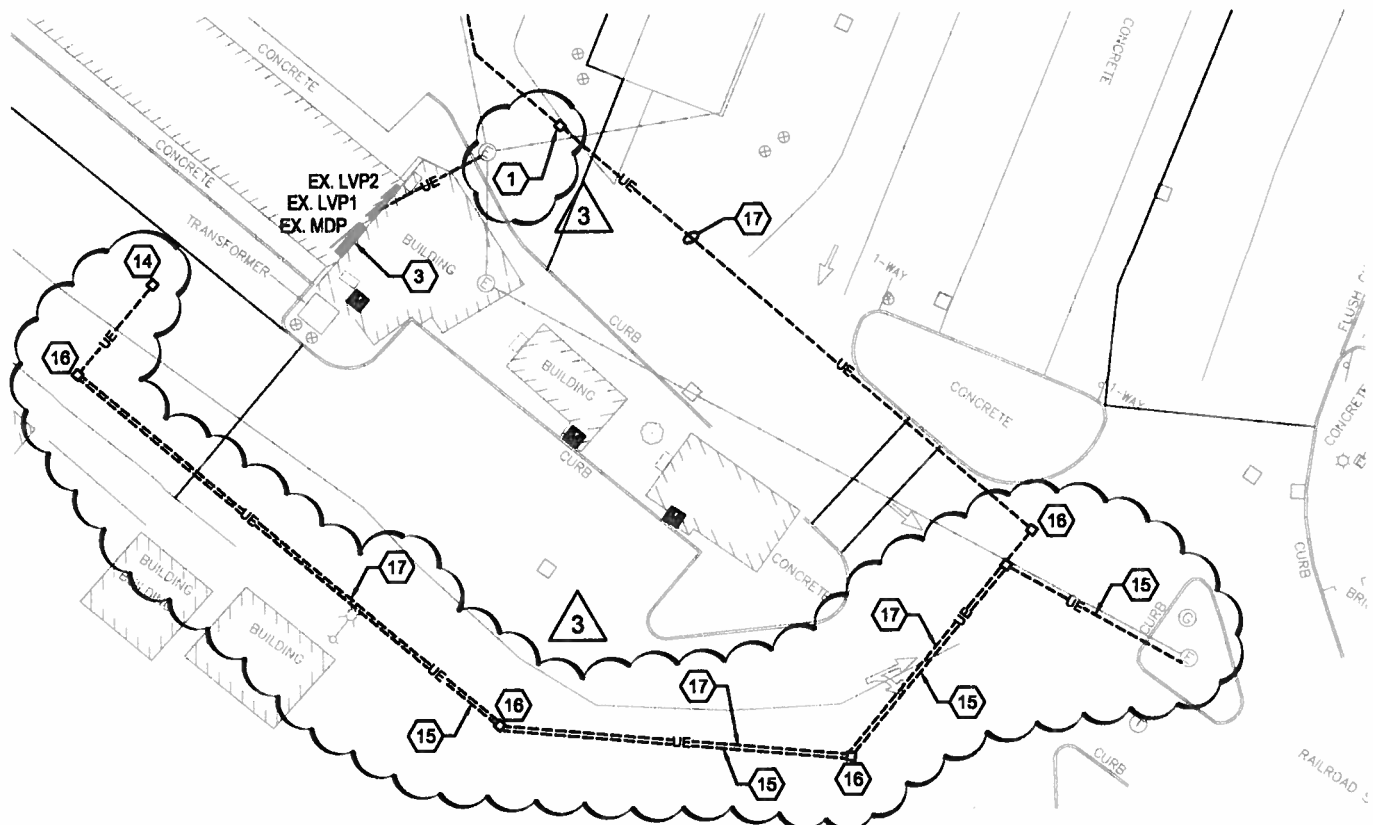 CONCRETE
CONCRETE
CONCRETE
TRANSFORMER
EX. LVP2
EX. LVP1
EX. MDP
UE
E
1
3
UE
17
BUILDING
3
E
1-WAY
14
16
UE
CURB
BUILDING
UE
CONCRETE
1-WAY
CURB
CONCRETE
16
CURB
UE
17
BUILDING
BUILDING
3
CONCRETE
17
UE
15
UE
CURB
G
BUILDING
UE
17
15
15
16
UE
15
16
CURB
RAILROAD